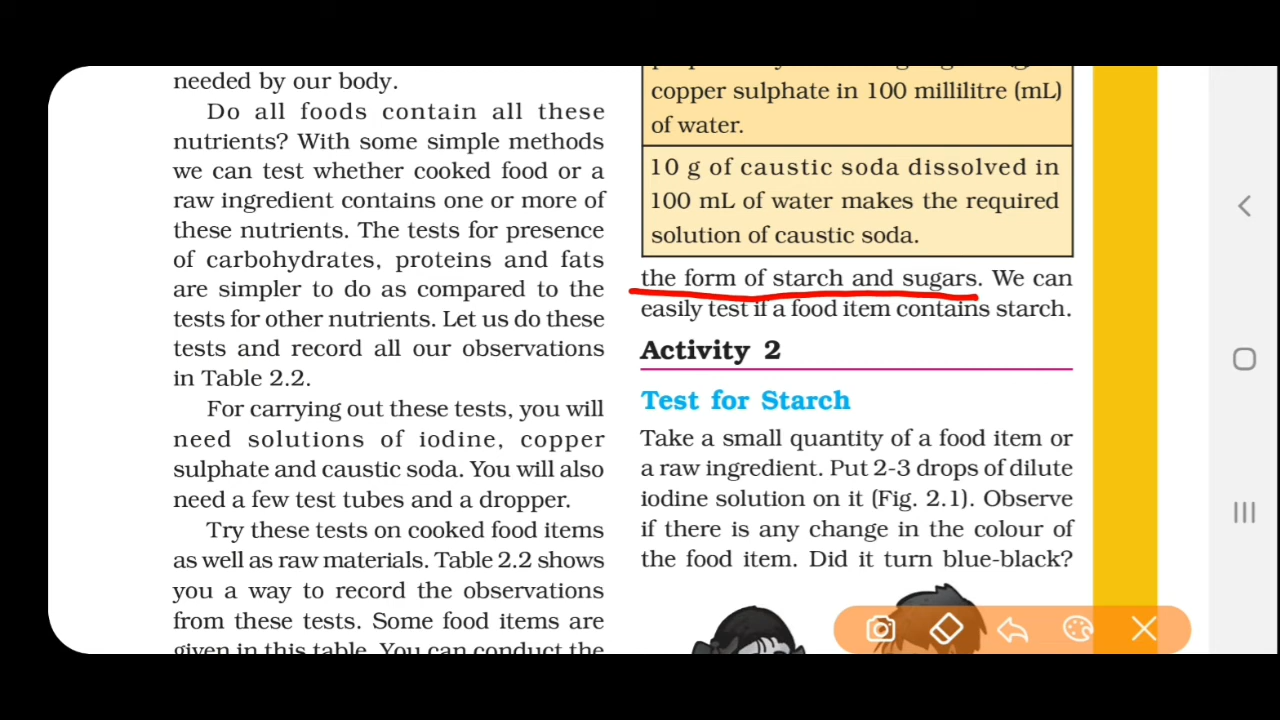 needed by our body.
Do all foods contain all these
nutrients? With some simple methods
we can test whether cooked food or a
raw ingredient contains one or more of
these nutrients. The tests for presence
of carbohydrates, proteins and fats
are simpler to do as compared to the
tests for other nutrients. Let us do these
tests and record all our observations
in Table 2.2.
For carrying out these tests, you will
need solutions of iodine, copper
sulphate and caustic soda. You will also
need a few test tubes and a dropper.
Try these tests on cooked food items
as well as raw materials. Table 2.2 shows
you a way to record the observations
from these tests. Some food items are
given in this table. You can conduct the
copper sulphate in 100 millilitre (mL)
of water.
10 g of caustic soda dissolved in
100 mL of water makes the required
solution of caustic soda.
the form of starch and sugars. We can
easily test if a food item contains starch.
Activity 2
Test for Starch
Take a small quantity of a food item or
a raw ingredient. Put 2-3 drops of dilute
iodine solution on it (Fig. 2.1). Observe
if there is any change in the colour of
the food item. Did it turn blue-black?